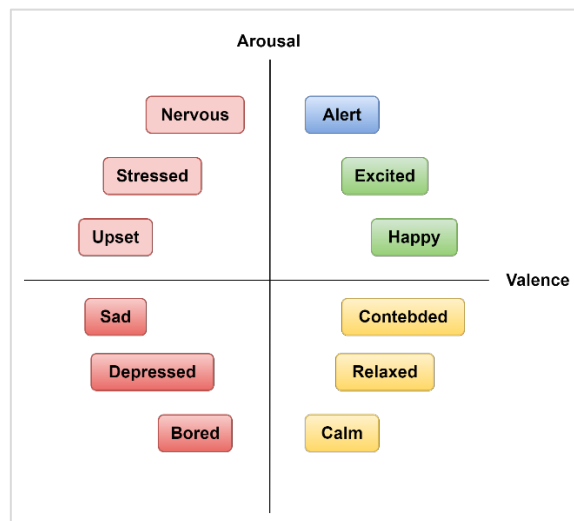 Arousal
Nervous
Alert
Stressed
Excited
Upset
Happy
Valence
Sad
Contebded
Depressed
Relaxed
Bored
Calm